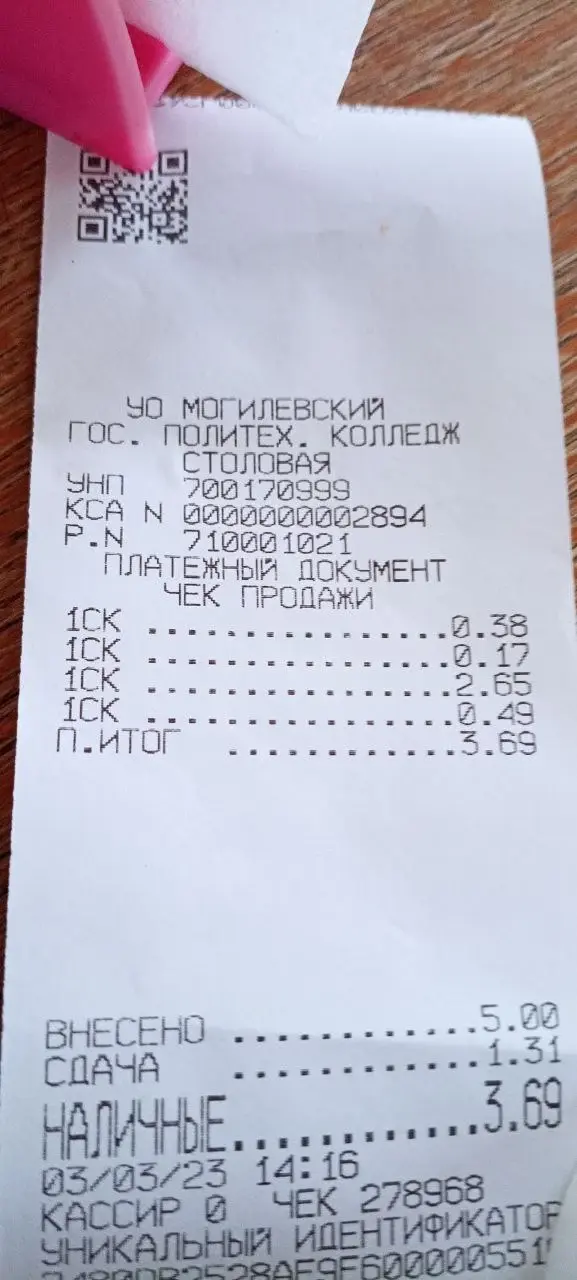 УО МОГИЛЕВСКИЙ
ГОС. ПОЛИТЕХ. КОЛЛЕДЖ
СТОЛОВАЯ
УНП 700170999
КСА N 0000000002894
Р.N 710001021
ПЛАТЕЖНЫЙ ДОКУМЕНТ
ЧЕК ПРОДАЖИ
1СК ................0.38
1СК ................0.17
1СК ................2.65
1СК ................0.49
П.ИТОГ ............3.69
ВНЕСЕНО ............5.00
СДАЧА ............1.31
НАЛИЧНЫЕ............3.69
03/03/23 14:16
КАССИР 0 ЧЕК 278968
УНИКАЛЬНЫЙ ИДЕНТИФИКАТОР